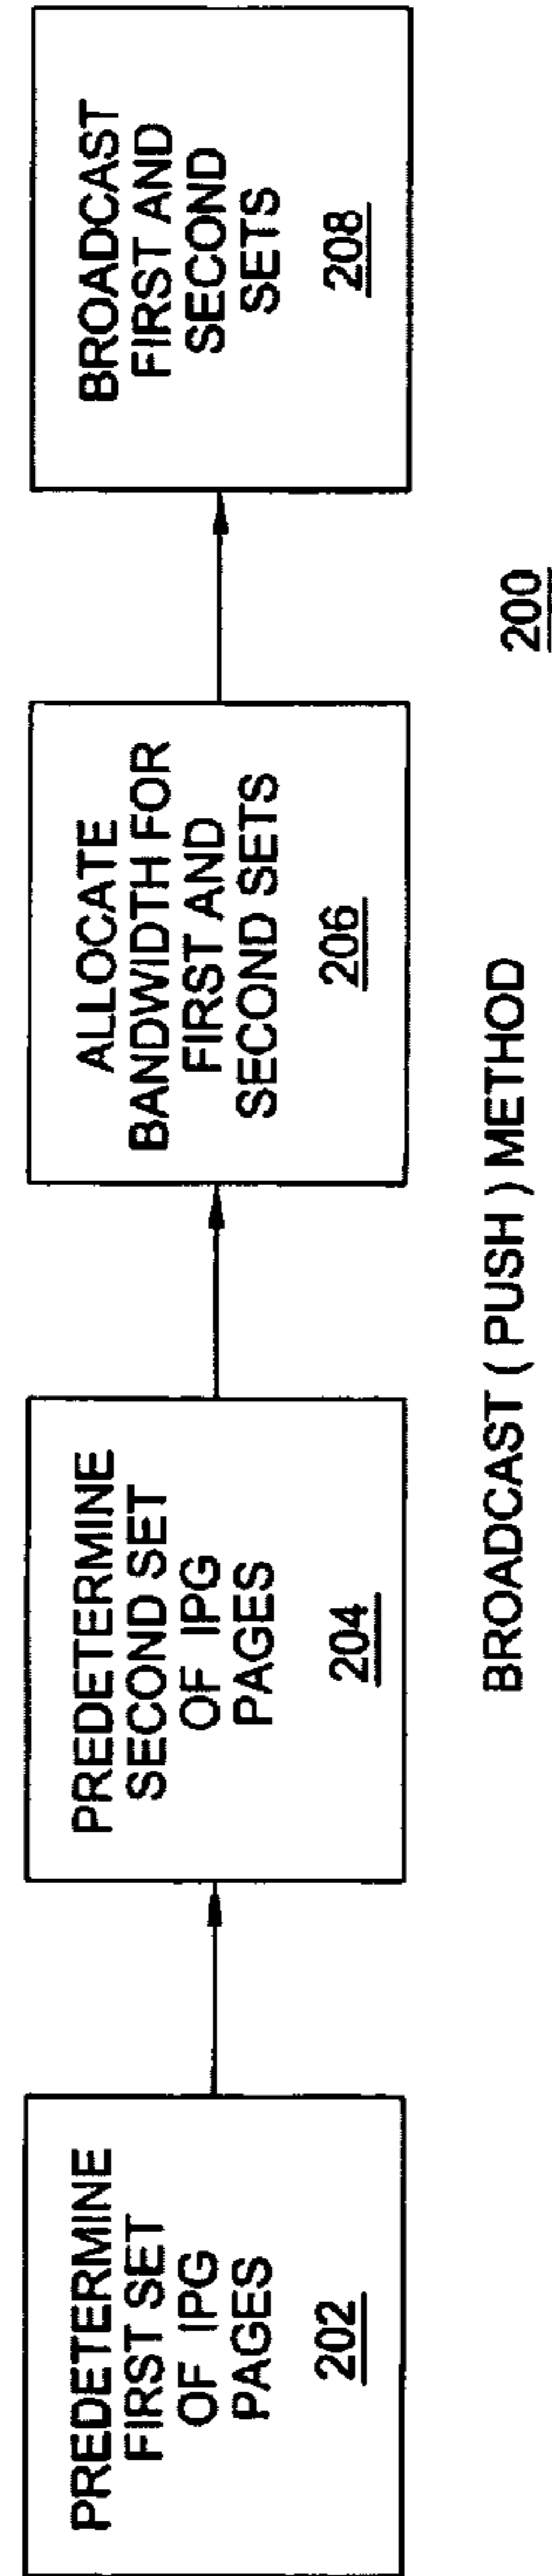 PREDETERMINE
FIRST SET
OF IPG
PAGES
202
PREDETERMINE
SECOND SET
OF IPG
PAGES
204
ALLOCATE
BANDWIDTH FOR
FIRST AND
SECOND SETS
206
BROADCAST
FIRST AND
SECOND
SETS
208
BROADCAST ( PUSH ) METHOD
200